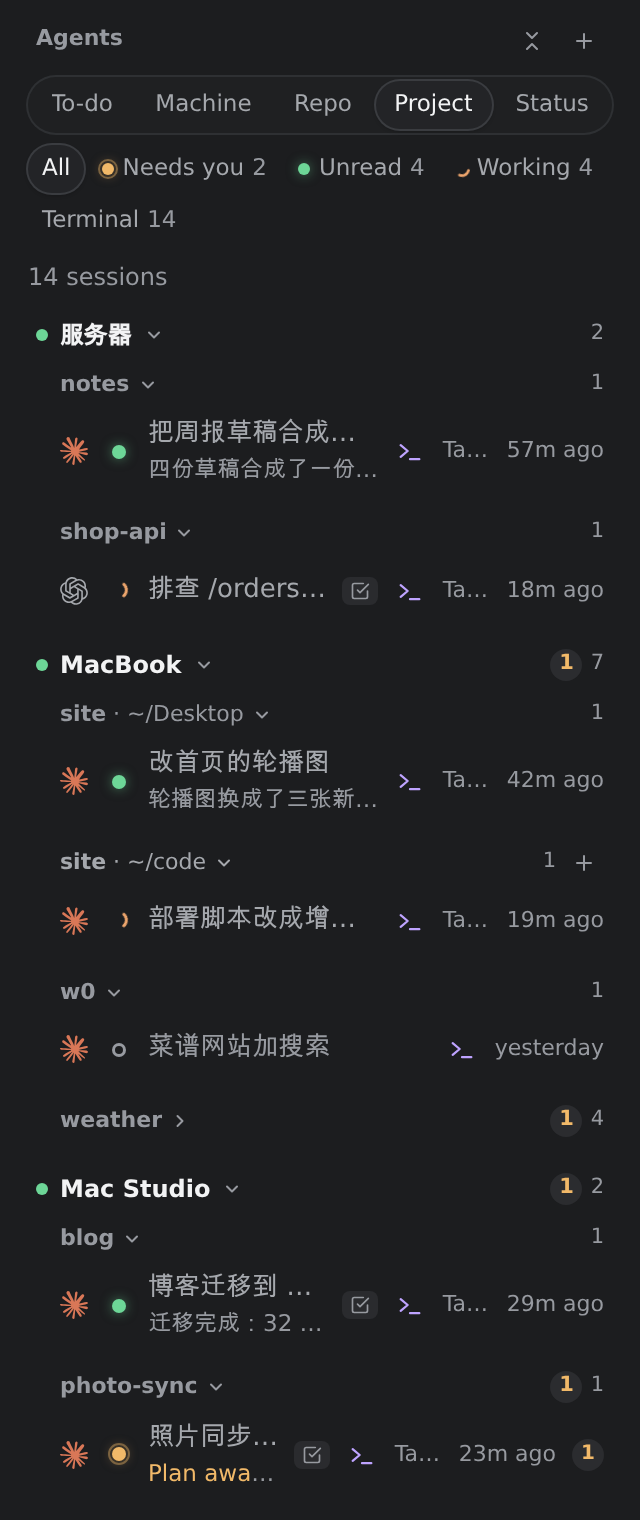 Agents
To-do Machine Repo Project Status
All Needs you 2 Unread 4 Working 4
Terminal 14
14 sessions
服务器 2
notes 1
把周报草稿合成… >_ Ta… 57m ago
四份草稿合成了一份…
shop-api 1
排查 /orders… >_ Ta… 18m ago
MacBook 1 7
site · ~/Desktop 1
改首页的轮播图 >_ Ta… 42m ago
轮播图换成了三张新…
site · ~/code 1 +
部署脚本改成增… >_ Ta… 19m ago
w0 1
菜谱网站加搜索 >_ yesterday
weather 1 4
Mac Studio 1 2
blog 1
博客迁移到 … >_ Ta… 29m ago
迁移完成：32 …
photo-sync 1 1
照片同步… >_ Ta… 23m ago 1
Plan awa…